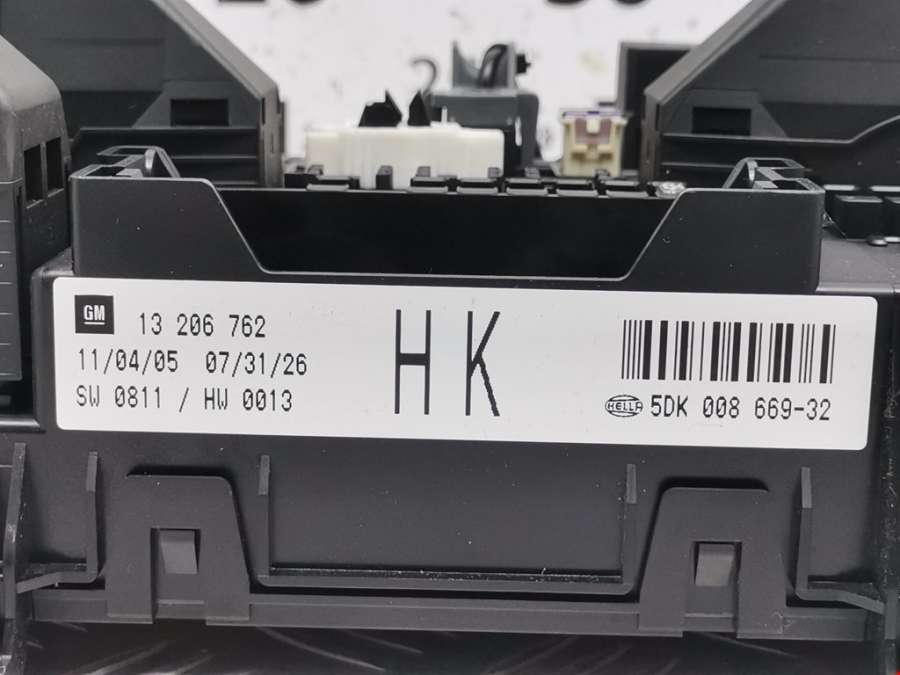 GM 13 206 762
11/04/05 07/31/26
SW 0811 / HW 0013
HK
HELLA 5DK 008 669-32